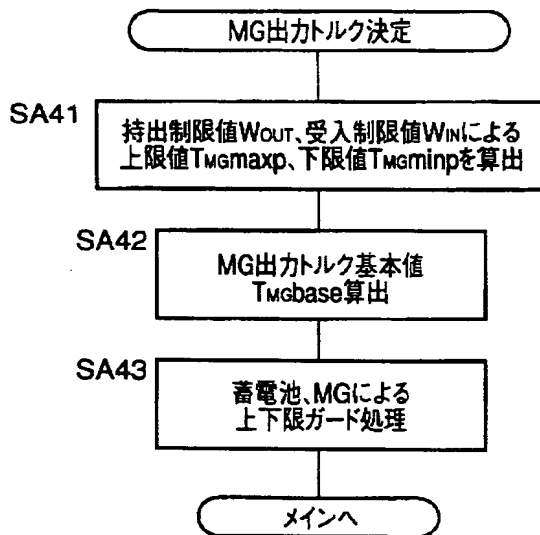 MG出力トルク決定
SA41
持出制限値WOUT、受入制限値WINによる
上限値TMGmaxp、下限値TMGminpを算出
SA42
MG出力トルク基本値
TMGbase算出
SA43
蓄電池、MGによる
上下限ガード処理
メインへ